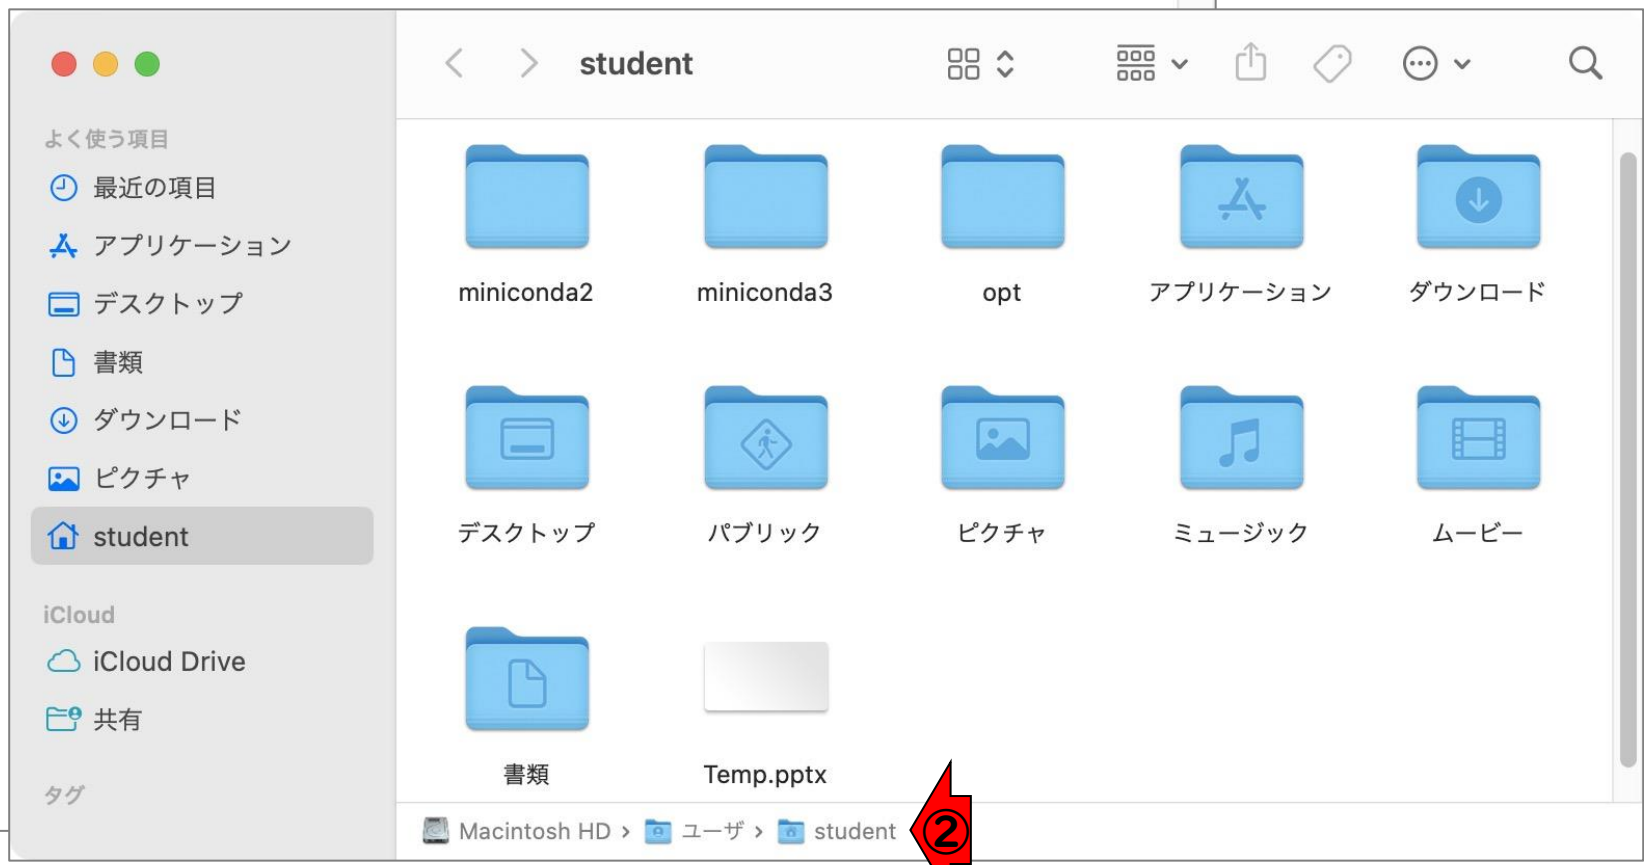 student
よく使う項目
最近の項目
アプリケーション
デスクトップ
書類
ダウンロード
ピクチャ
student
iCloud
iCloud Drive
共有
タグ
miniconda2 miniconda3 opt アプリケーション ダウンロード
デスクトップ パブリック ピクチャ ミュージック ムービー
書類 Temp.pptx
Macintosh HD › ユーザ › student ②